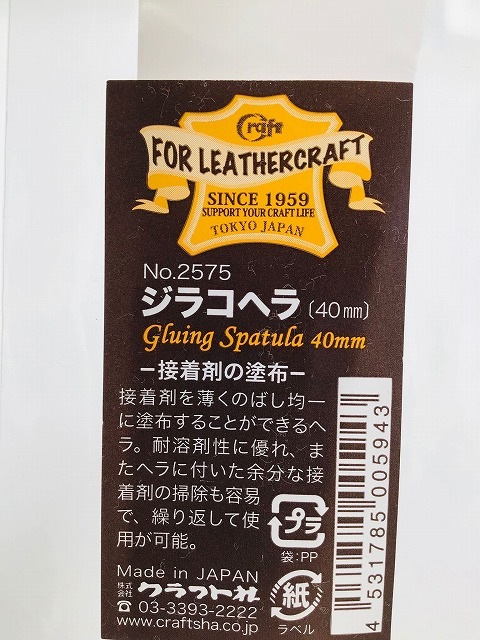 Craft
FOR LEATHERCRAFT
SINCE 1959
SUPPORT YOUR CRAFT LIFE
TOKYO JAPAN
No.2575
ジラコヘラ〔40㎜〕
Gluing Spatula 40mm
−接着剤の塗布−
接着剤を薄くのばし均一
に塗布することができるヘ
ラ。耐溶剤性に優れ、ま
たヘラに付いた余分な接
着剤の掃除も容易
で、繰り返して使
用が可能。
プラ
袋:PP
紙
ラベル
4 531785 005943
Made in JAPAN
株式会社 クラフト社
☎ 03-3393-2222
www.craftsha.co.jp